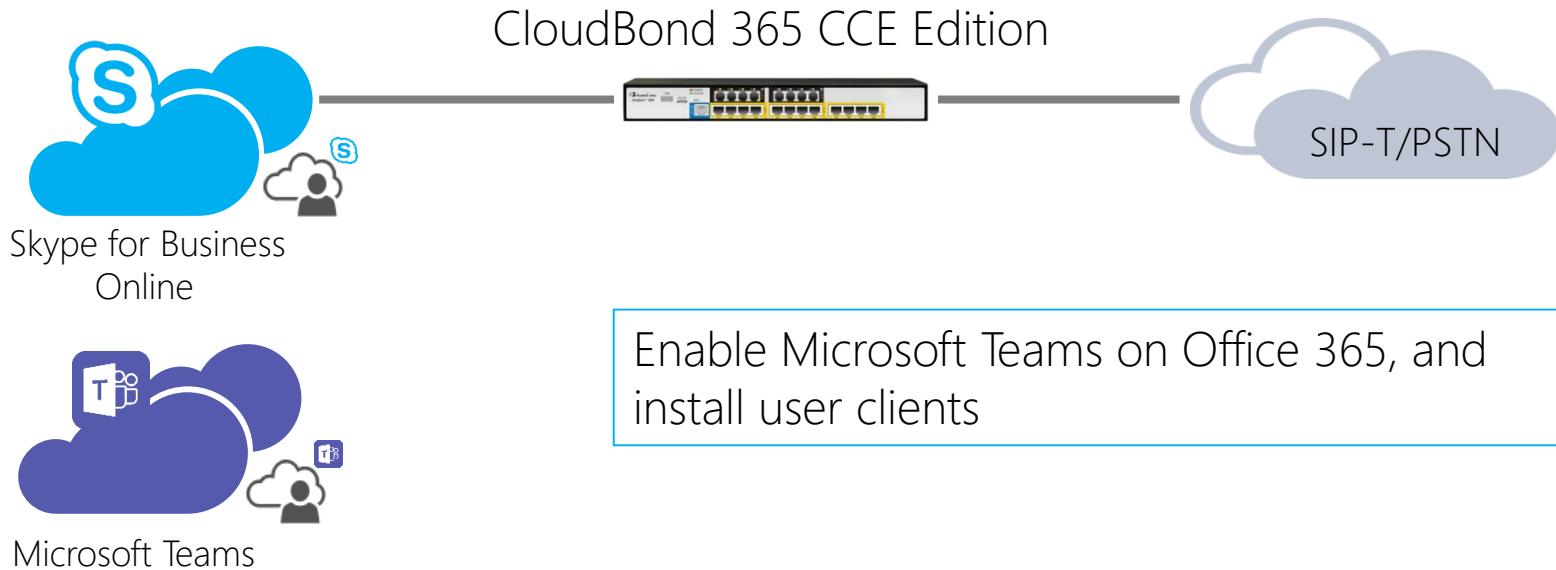 CloudBond 365 CCE Edition
S
S
SIP-T/PSTN
Skype for Business
Online
Enable Microsoft Teams on Office 365, and
install user clients
T
T
Microsoft Teams